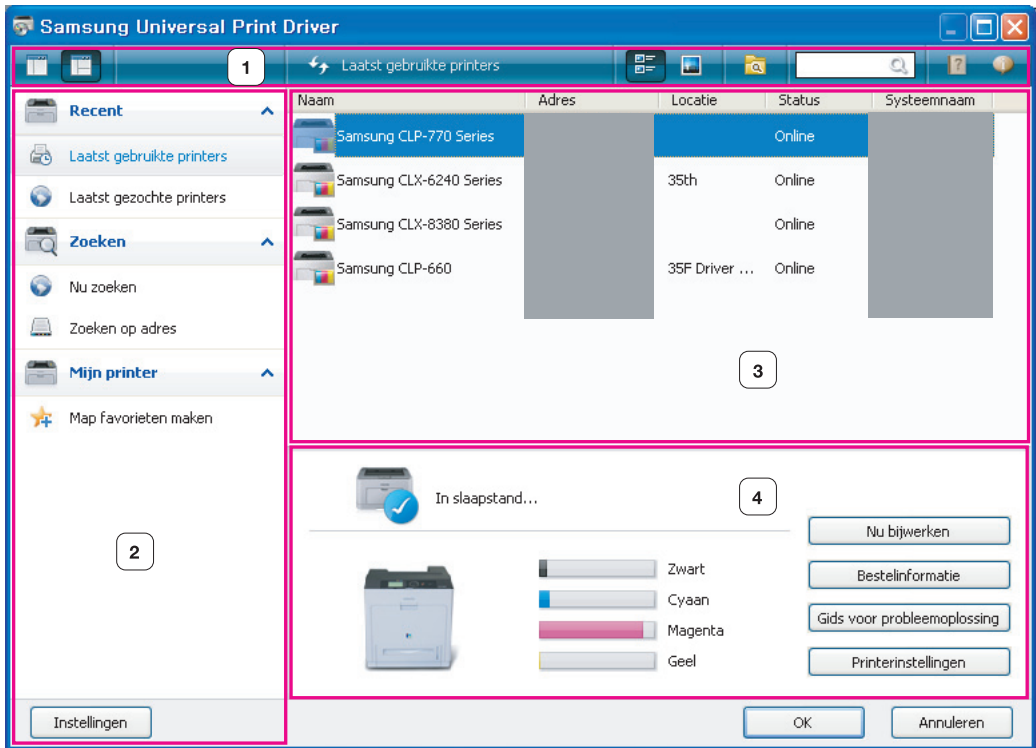 Samsung Universal Print Driver
1
Laatst gebruikte printers
?
Recent
Laatst gebruikte printers
Laatst gezochte printers
Zoeken
Nu zoeken
Zoeken op adres
Mijn printer
Map favorieten maken
2
Instellingen
Naam Adres Locatie Status Systeemnaam
Samsung CLP-770 Series Online
Samsung CLX-6240 Series 35th Online
Samsung CLX-8380 Series Online
Samsung CLP-660 35F Driver ... Online
3
In slaapstand...
4
Zwart
Cyaan
Magenta
Geel
Nu bijwerken
Bestelinformatie
Gids voor probleemoplossing
Printerinstellingen
OK Annuleren